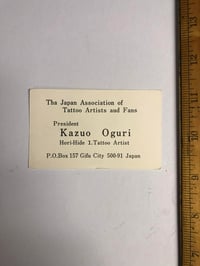 The Japan Association of
Tattoo Artists and Fans
President
Kazuo Oguri
Hori-Hide I.Tattoo Artist
P.O.Box 157 Gifu City 500-91 Japan